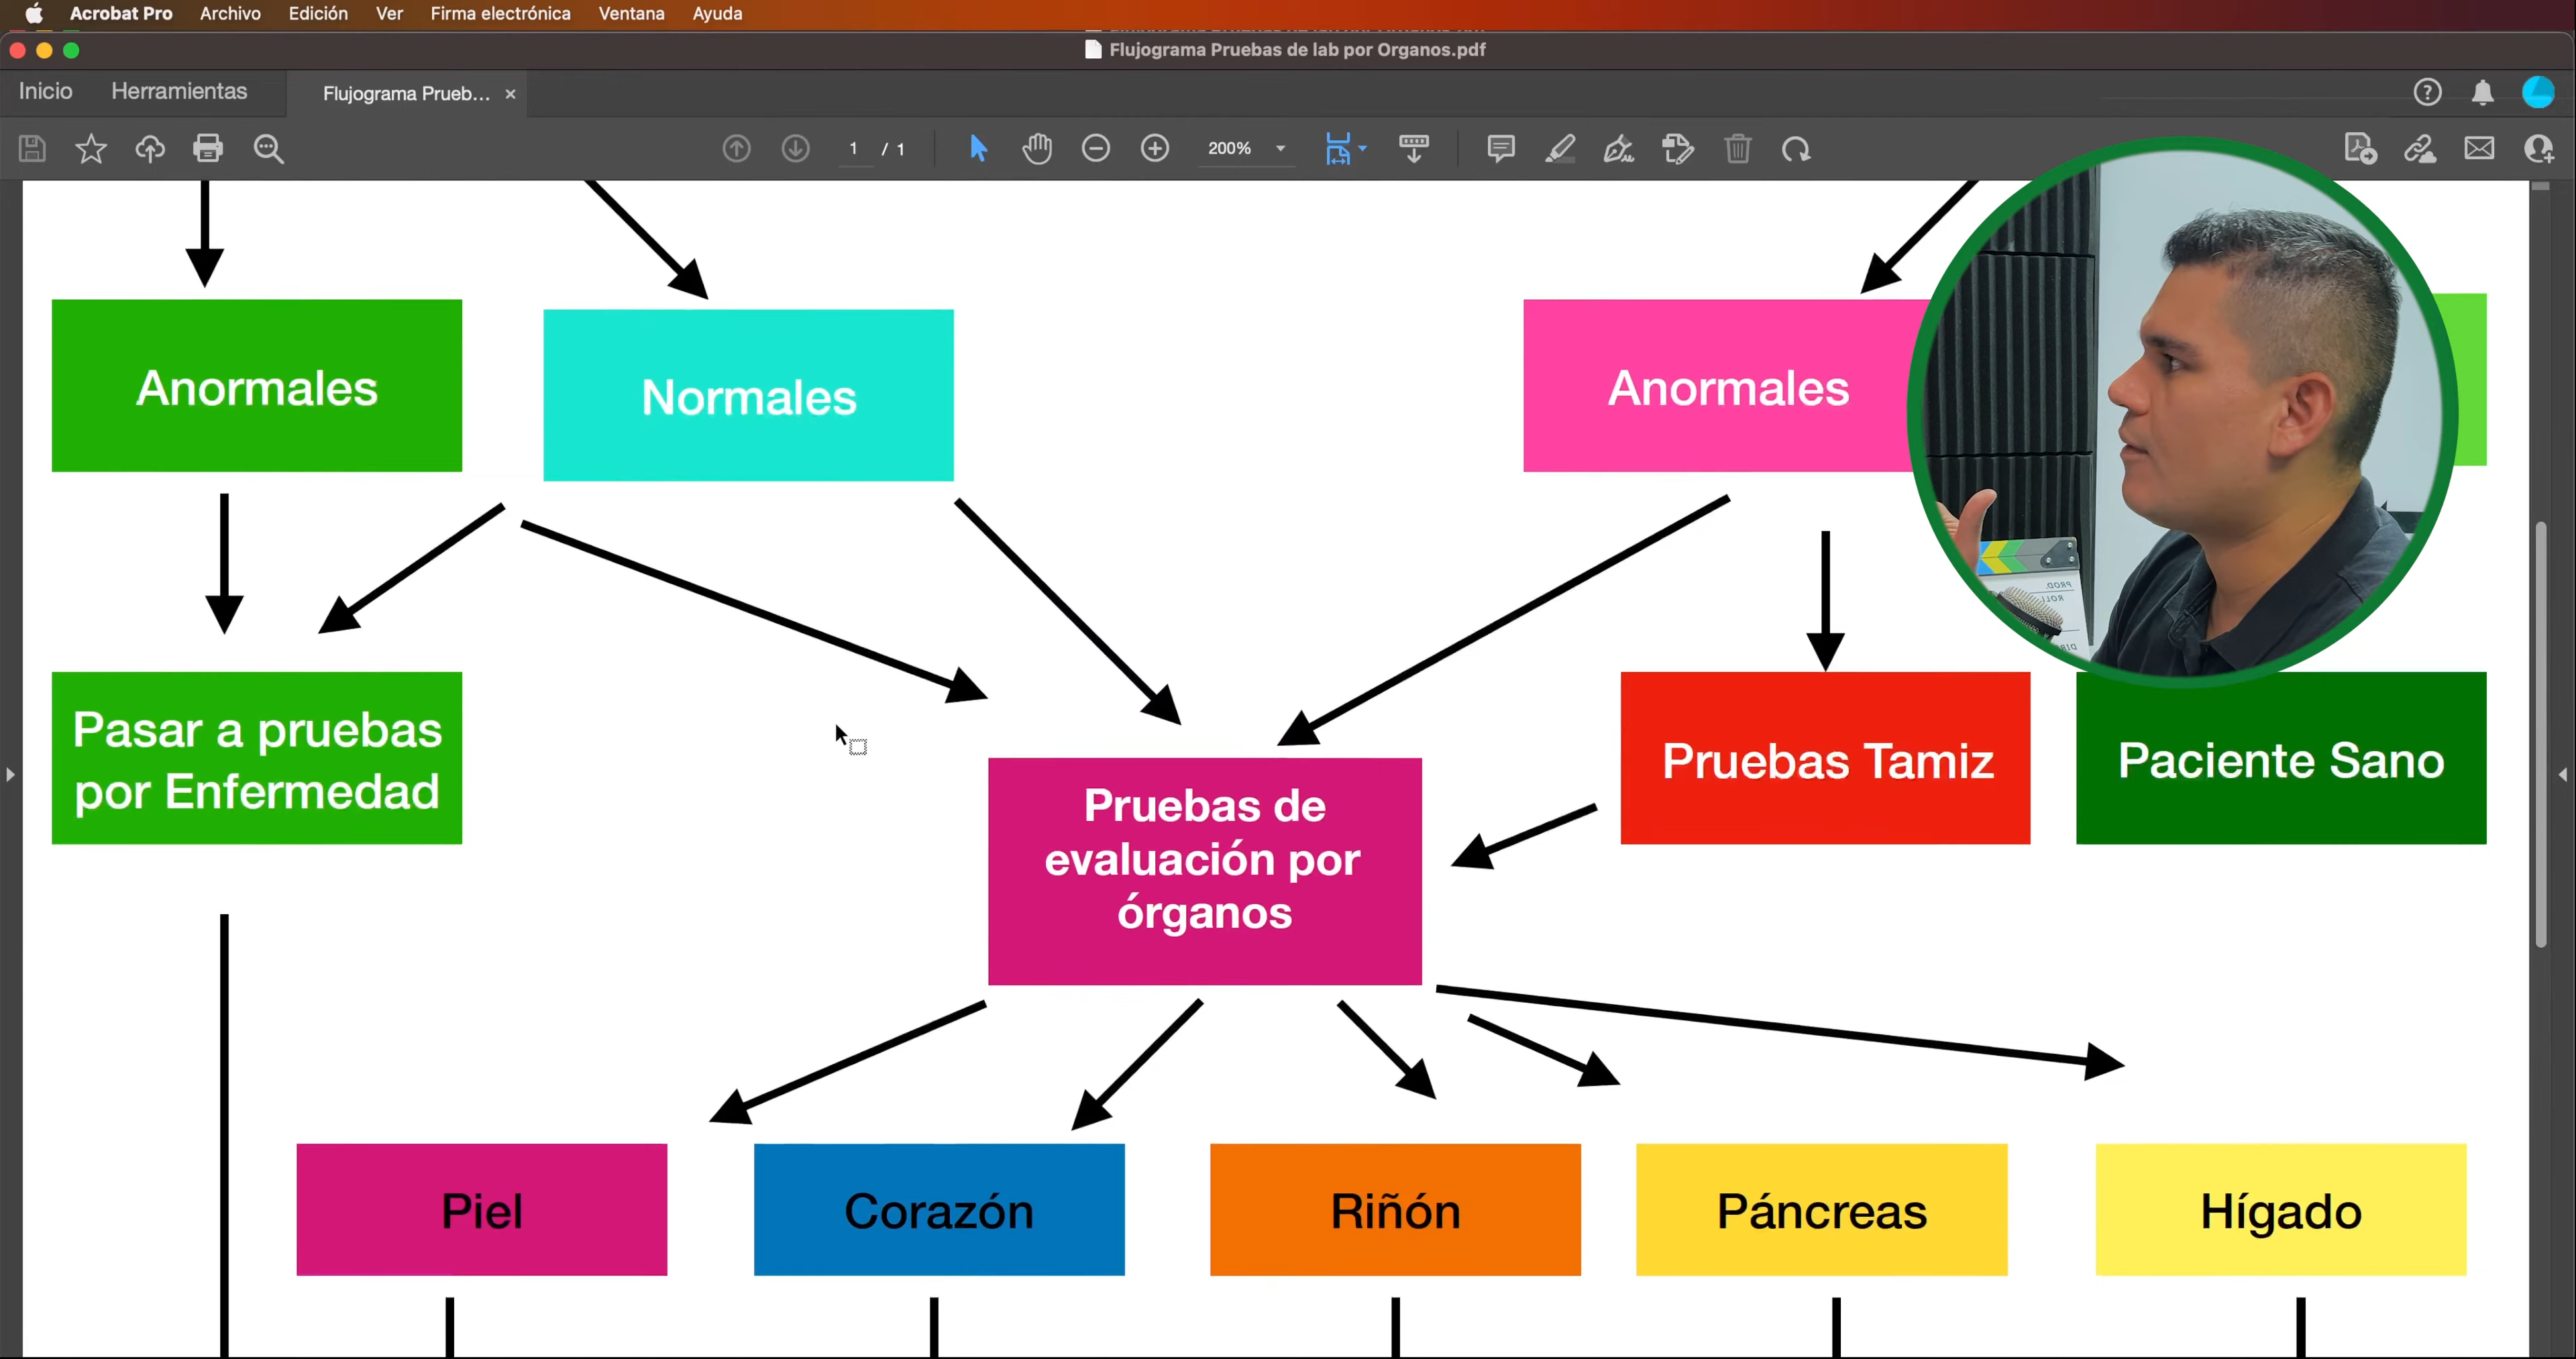 Acrobat Pro Archivo Edición Ver Firma electrónica Ventana Ayuda
Flujograma Pruebas de lab por Organos.pdf
Inicio Herramientas Flujograma Prueb... ×
1 / 1 200%
Anormales Normales Anormales
PROD.
ROLL
Pasar a pruebas
por Enfermedad
Pruebas Tamiz Paciente Sano
Pruebas de
evaluación por
órganos
Piel Corazón Riñón Páncreas Hígado